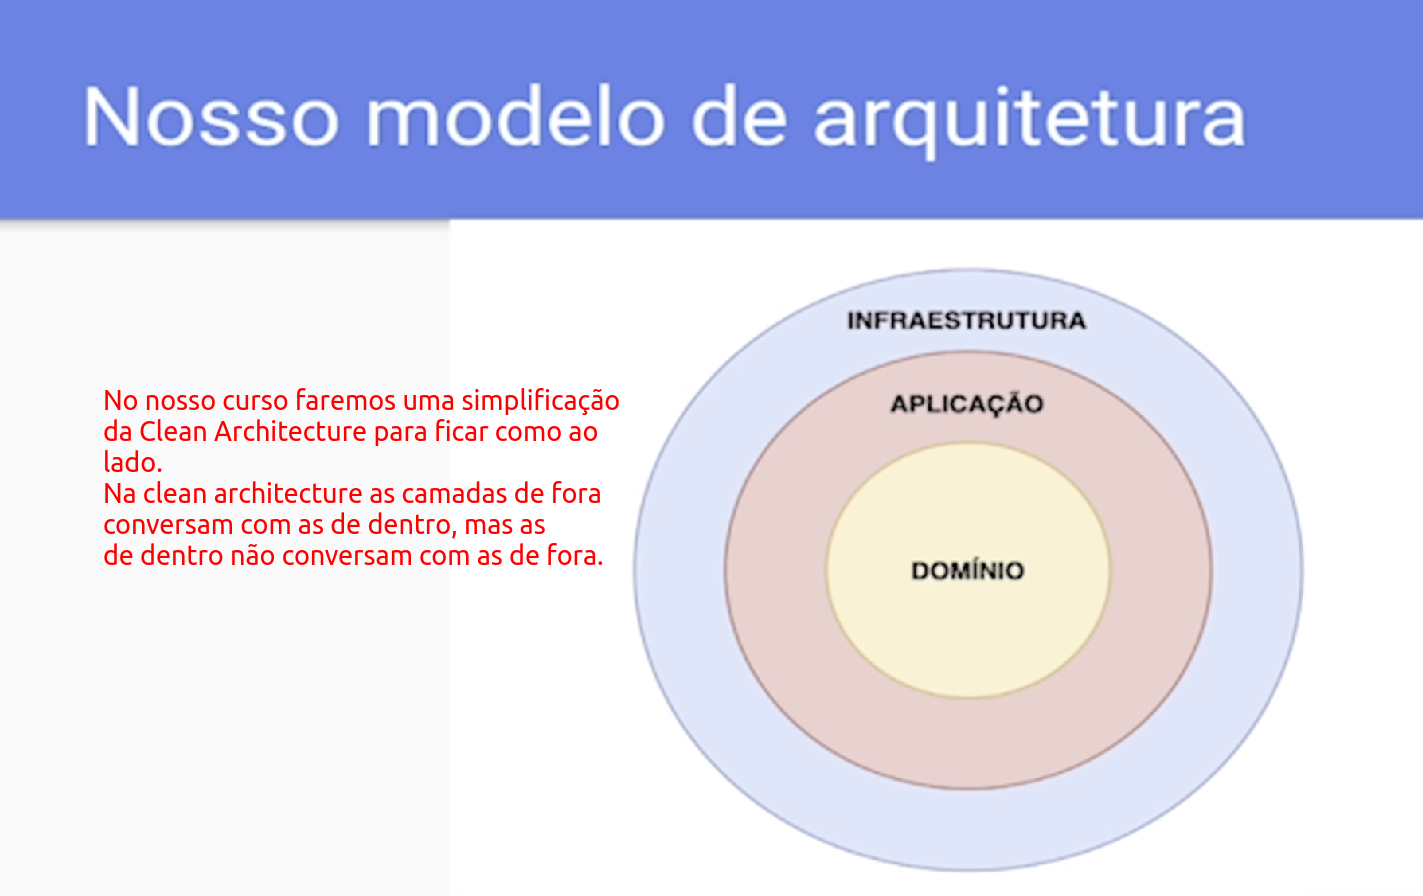 Nosso modelo de arquitetura
No nosso curso faremos uma simplificação
da Clean Architecture para ficar como ao
lado.
Na clean architecture as camadas de fora
conversam com as de dentro, mas as
de dentro não conversam com as de fora.
INFRAESTRUTURA
APLICAÇÃO
DOMÍNIO